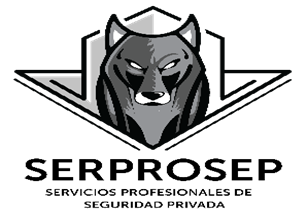 SERPROSEP
SERVICIOS PROFESIONALES DE
SEGURIDAD PRIVADA